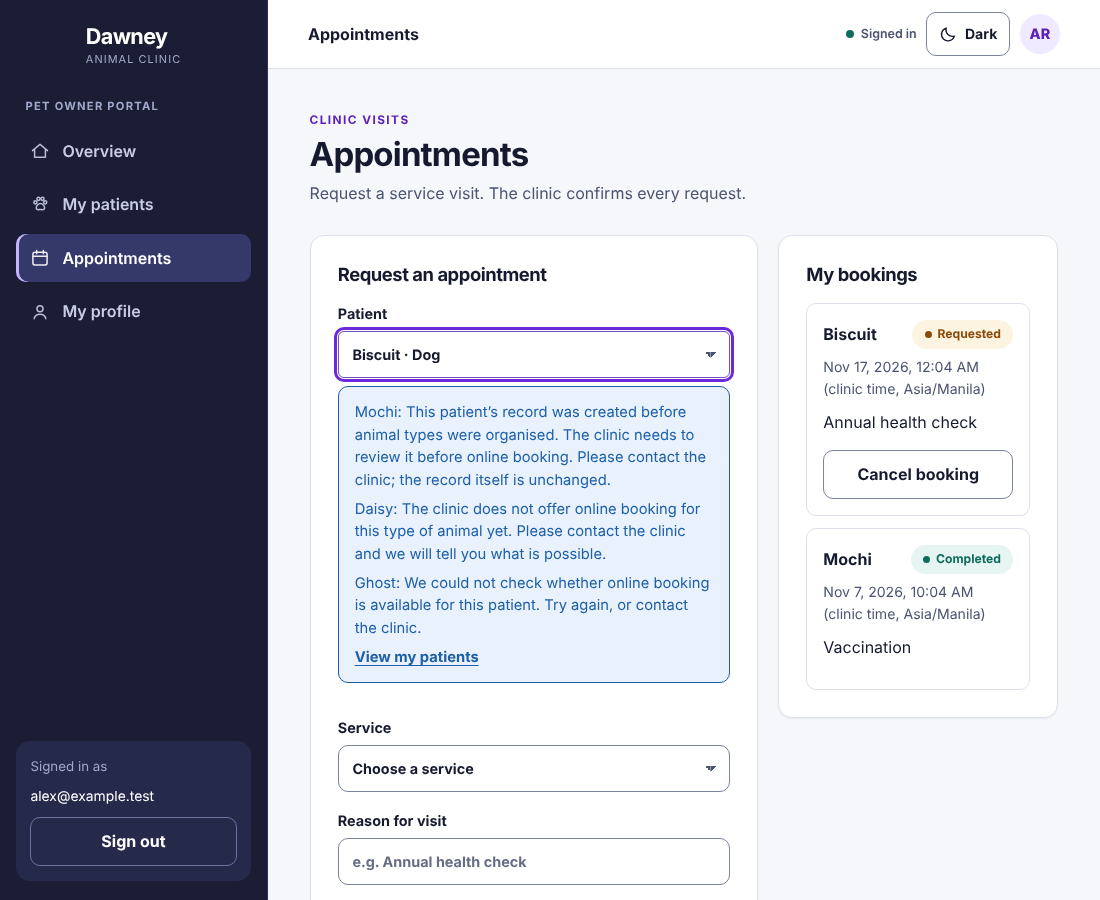 Dawney
ANIMAL CLINIC
PET OWNER PORTAL
Overview
My patients
Appointments
My profile
Signed in as
alex@example.test
Sign out
Appointments
Signed in
Dark
AR
CLINIC VISITS
Appointments
Request a service visit. The clinic confirms every request.
Request an appointment
Patient
Biscuit · Dog
Mochi: This patient’s record was created before
animal types were organised. The clinic needs to
review it before online booking. Please contact the
clinic; the record itself is unchanged.
Daisy: The clinic does not offer online booking for
this type of animal yet. Please contact the clinic
and we will tell you what is possible.
Ghost: We could not check whether online booking
is available for this patient. Try again, or contact
the clinic.
View my patients
Service
Choose a service
Reason for visit
e.g. Annual health check
My bookings
Biscuit
Requested
Nov 17, 2026, 12:04 AM
(clinic time, Asia/Manila)
Annual health check
Cancel booking
Mochi
Completed
Nov 7, 2026, 10:04 AM
(clinic time, Asia/Manila)
Vaccination